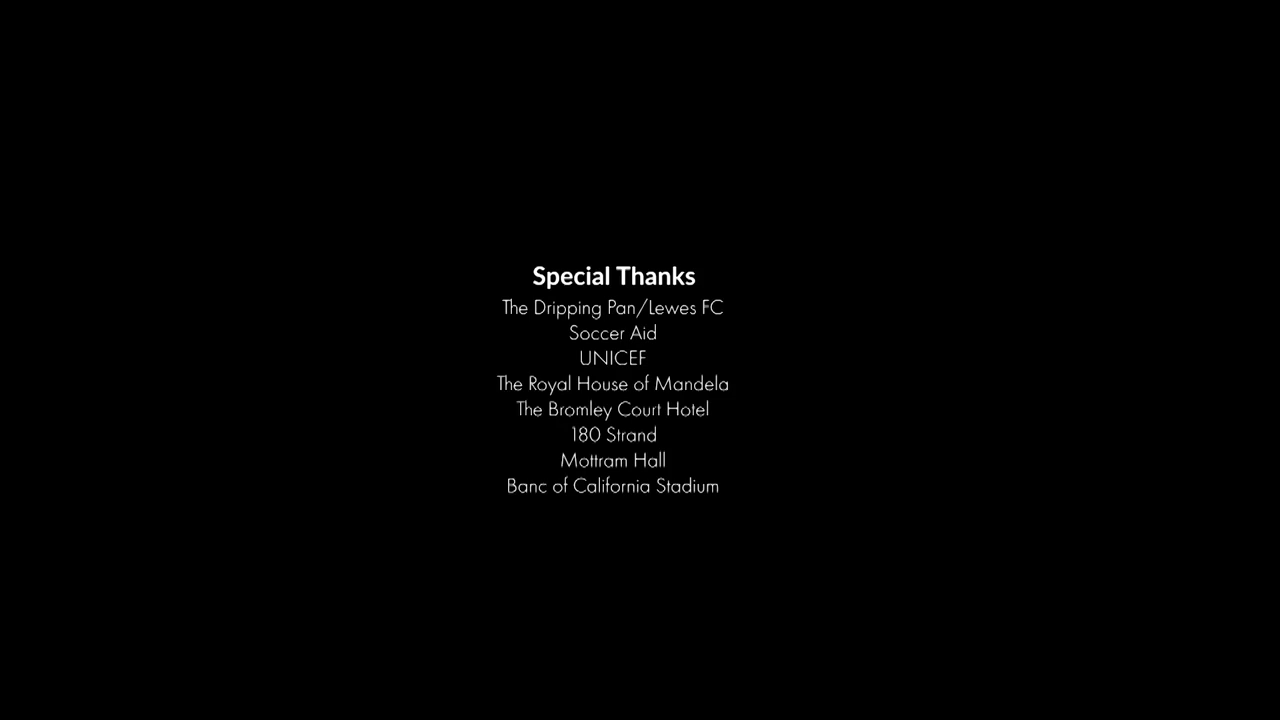 Special Thanks
The Dripping Pan/Lewes FC
Soccer Aid
UNICEF
The Royal House of Mandela
The Bromley Court Hotel
180 Strand
Mottram Hall
Banc of California Stadium